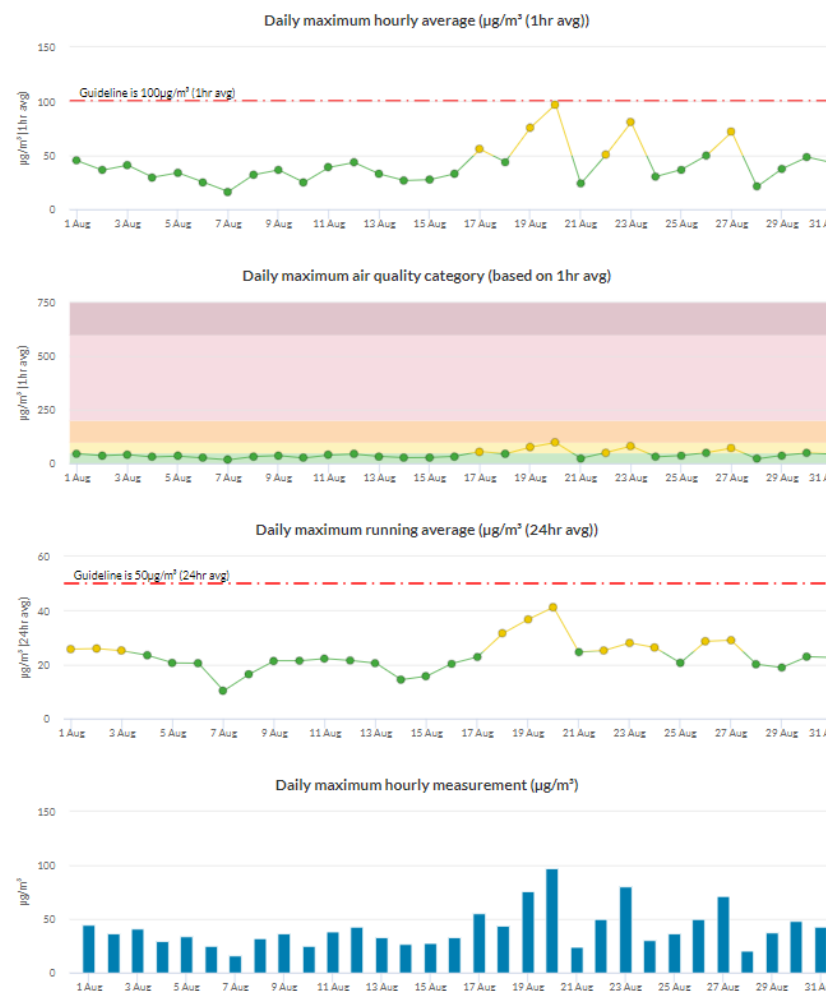 Daily maximum hourly average (µg/m³ (1hr avg))
150
100
50
0
µg/m³ (1hr avg)
Guideline is 100µg/m³ (1hr avg)
1 Aug 3 Aug 5 Aug 7 Aug 9 Aug 11 Aug 13 Aug 15 Aug 17 Aug 19 Aug 21 Aug 23 Aug 25 Aug 27 Aug 29 Aug 31 A
Daily maximum air quality category (based on 1hr avg)
750
500
250
0
µg/m³ (1hr avg)
1 Aug 3 Aug 5 Aug 7 Aug 9 Aug 11 Aug 13 Aug 15 Aug 17 Aug 19 Aug 21 Aug 23 Aug 25 Aug 27 Aug 29 Aug 31 A
Daily maximum running average (µg/m³ (24hr avg))
60
40
20
0
µg/m³ (24hr avg)
Guideline is 50µg/m³ (24hr avg)
1 Aug 3 Aug 5 Aug 7 Aug 9 Aug 11 Aug 13 Aug 15 Aug 17 Aug 19 Aug 21 Aug 23 Aug 25 Aug 27 Aug 29 Aug 31 A
Daily maximum hourly measurement (µg/m³)
150
100
50
0
µg/m³
1 Aug 3 Aug 5 Aug 7 Aug 9 Aug 11 Aug 13 Aug 15 Aug 17 Aug 19 Aug 21 Aug 23 Aug 25 Aug 27 Aug 29 Aug 31 A